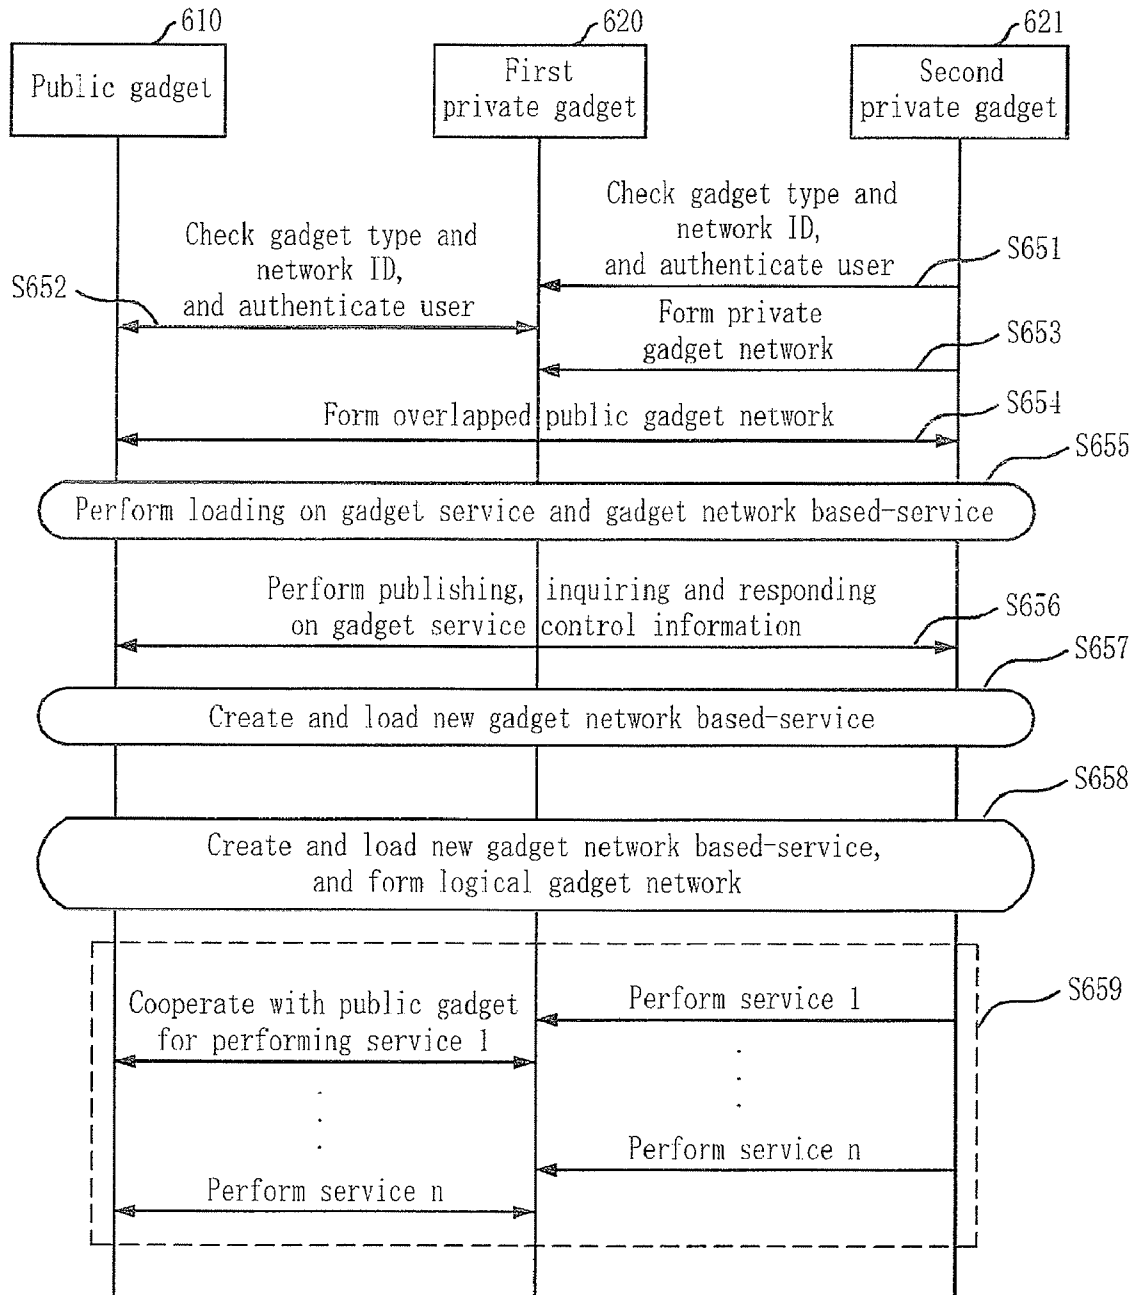 610
620
621
Public gadget
First
private gadget
Second
private gadget
Check gadget type and
network ID,
and authenticate user
S651
Check gadget type and
network ID,
and authenticate user
S652
Form private
gadget network
S653
Form overlapped public gadget network
S654
S655
Perform loading on gadget service and gadget network based-service
Perform publishing, inquiring and responding
on gadget service control information
S656
S657
Create and load new gadget network based-service
S658
Create and load new gadget network based-service,
and form logical gadget network
S659
Perform service 1
Cooperate with public gadget
for performing service 1
Perform service n
Perform service n